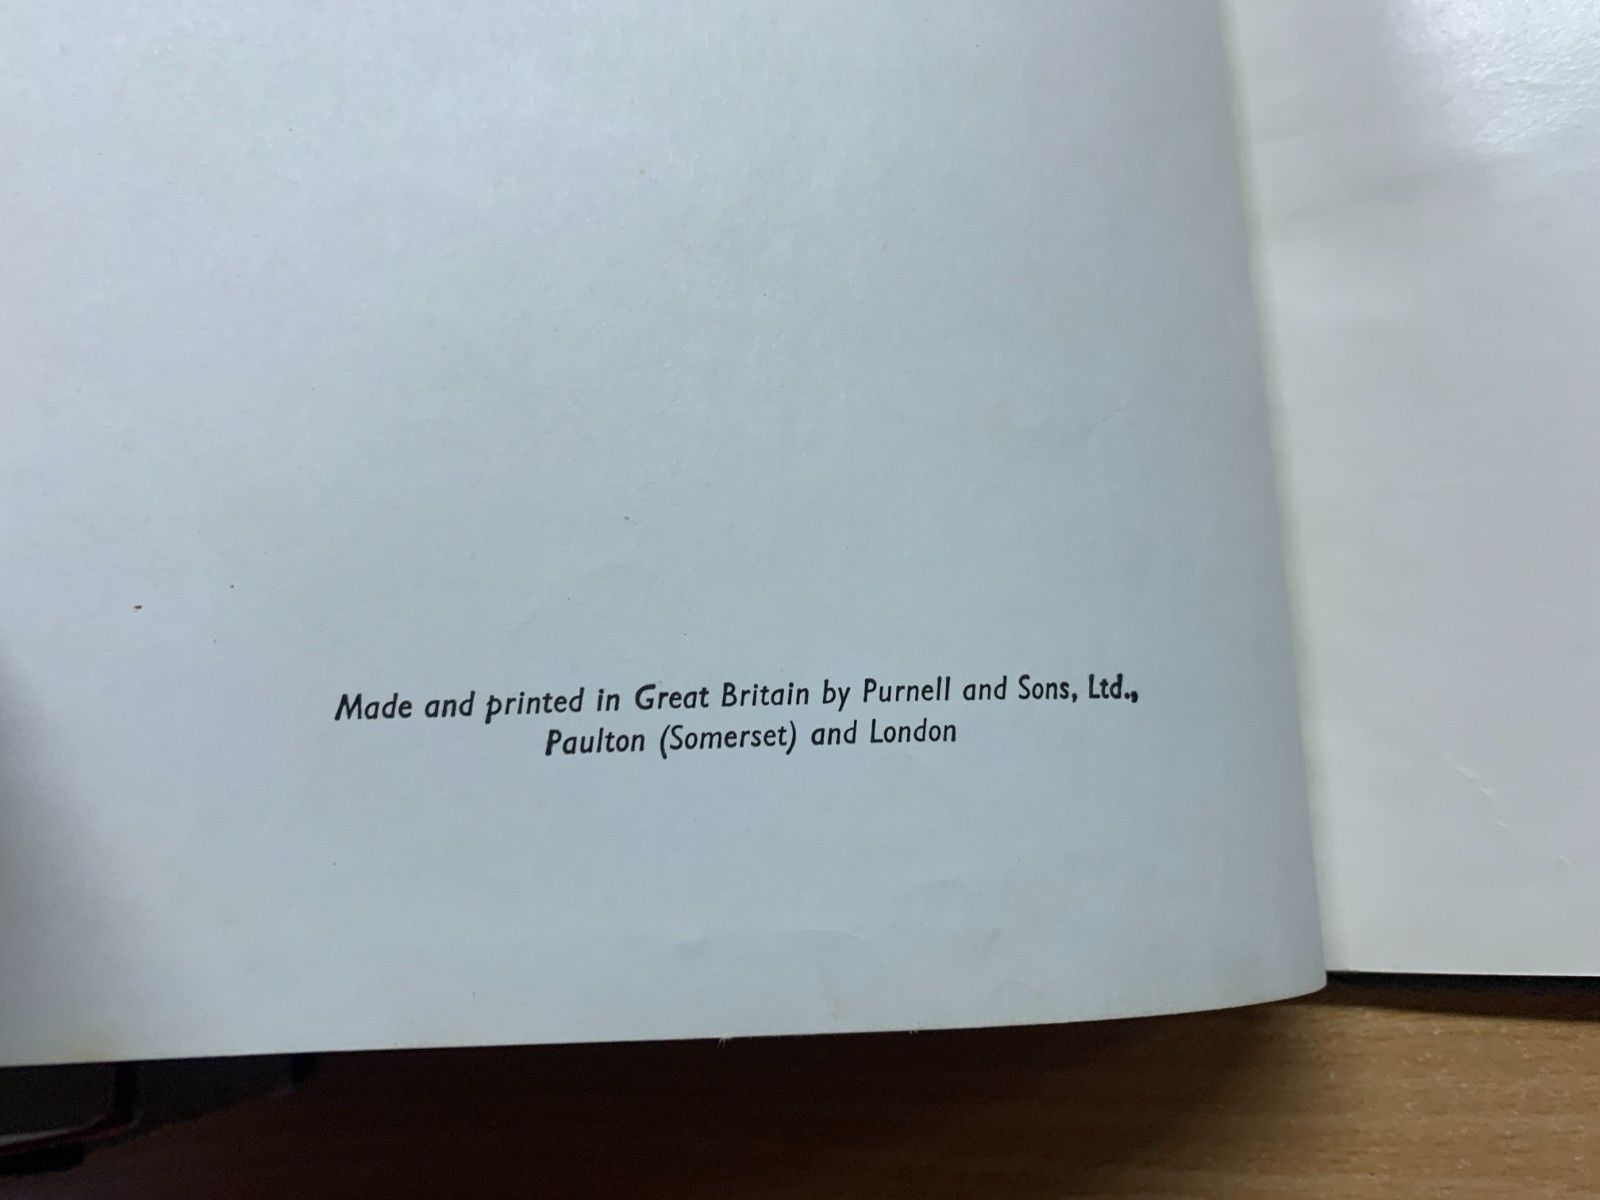 Made and printed in Great Britain by Purnell and Sons, Ltd.,
Paulton (Somerset) and London